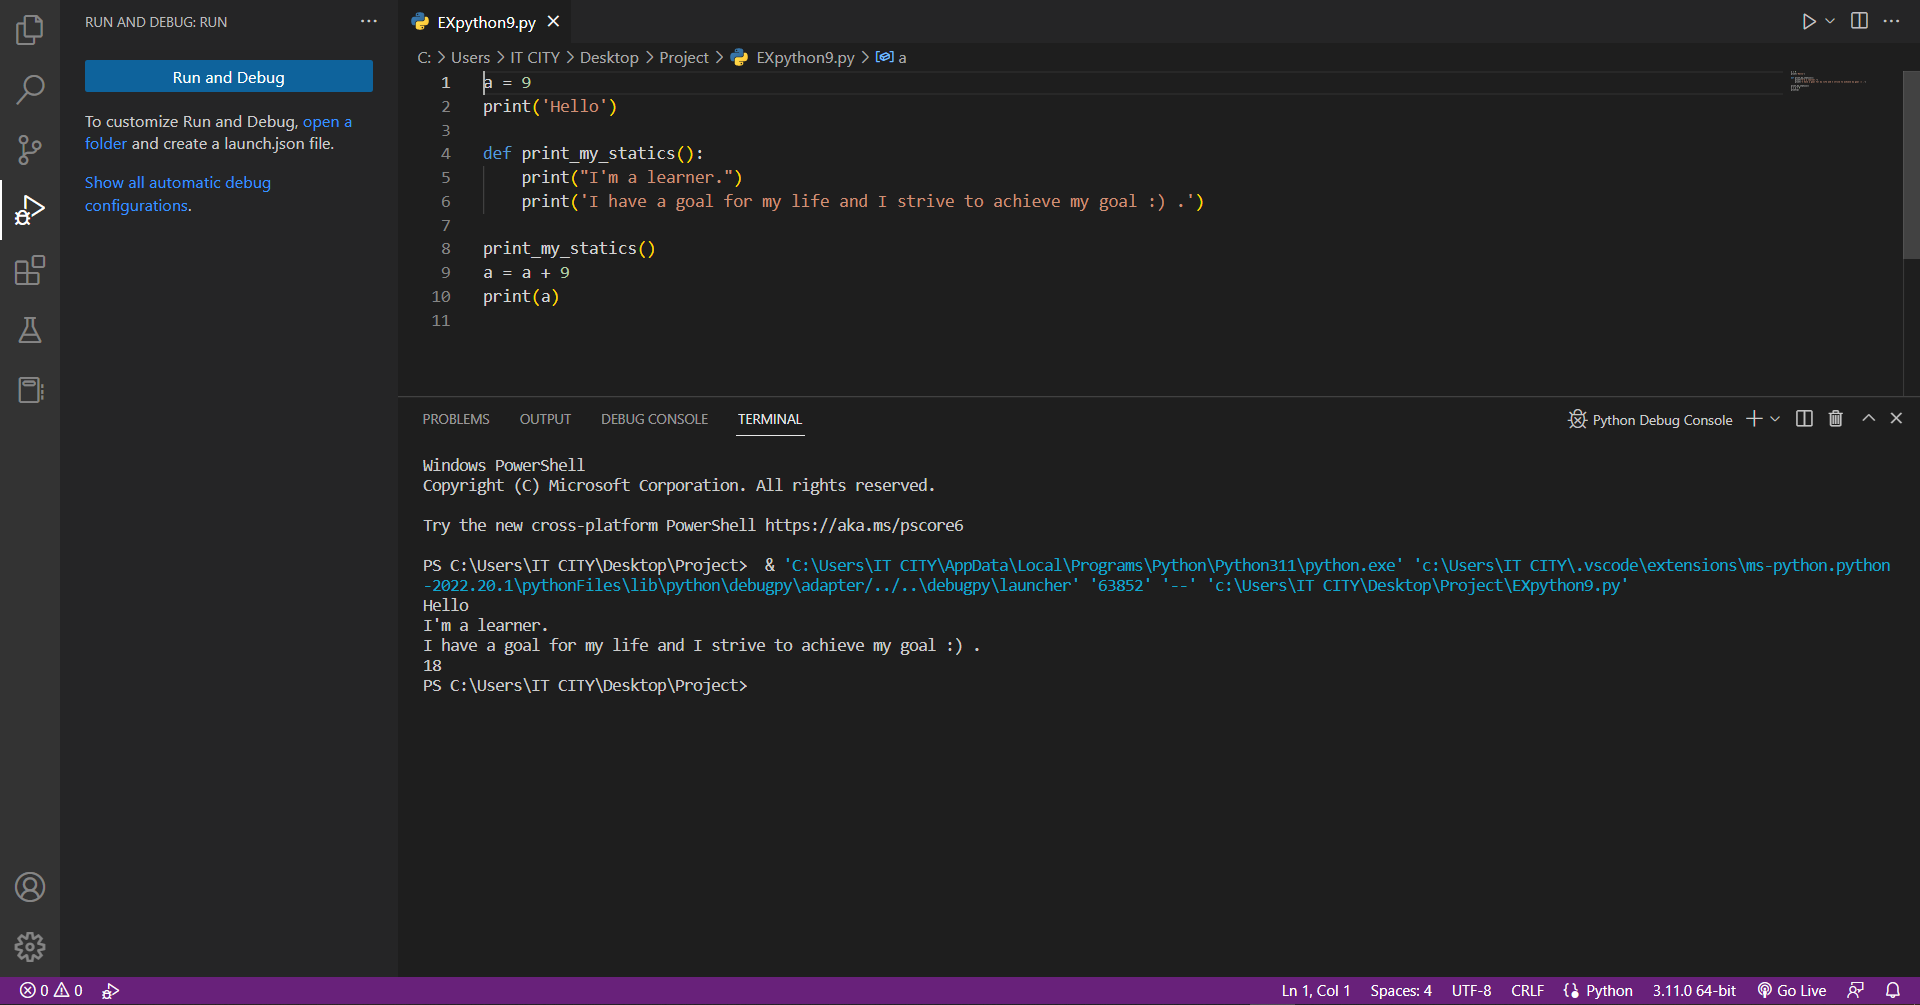 RUN AND DEBUG: RUN
Run and Debug
To customize Run and Debug, open a
folder and create a launch.json file.
Show all automatic debug
configurations.
EXpython9.py
C: > Users > IT CITY > Desktop > Project > EXpython9.py > a
1 a = 9
2 print('Hello')
3
4 def print_my_statics():
5     print("I'm a learner.")
6     print('I have a goal for my life and I strive to achieve my goal :) .')
7
8 print_my_statics()
9 a = a + 9
10 print(a)
11
PROBLEMS OUTPUT DEBUG CONSOLE TERMINAL Python Debug Console
Windows PowerShell
Copyright (C) Microsoft Corporation. All rights reserved.
Try the new cross-platform PowerShell https://aka.ms/pscore6
PS C:\Users\IT CITY\Desktop\Project>  & 'C:\Users\IT CITY\AppData\Local\Programs\Python\Python311\python.exe' 'c:\Users\IT CITY\.vscode\extensions\ms-python.python
-2022.20.1\pythonFiles\lib\python\debugpy\adapter/../..\debugpy\launcher' '63852' '--' 'c:\Users\IT CITY\Desktop\Project\EXpython9.py'
Hello
I'm a learner.
I have a goal for my life and I strive to achieve my goal :) .
18
PS C:\Users\IT CITY\Desktop\Project>
0 0 Ln 1, Col 1 Spaces: 4 UTF-8 CRLF Python 3.11.0 64-bit Go Live